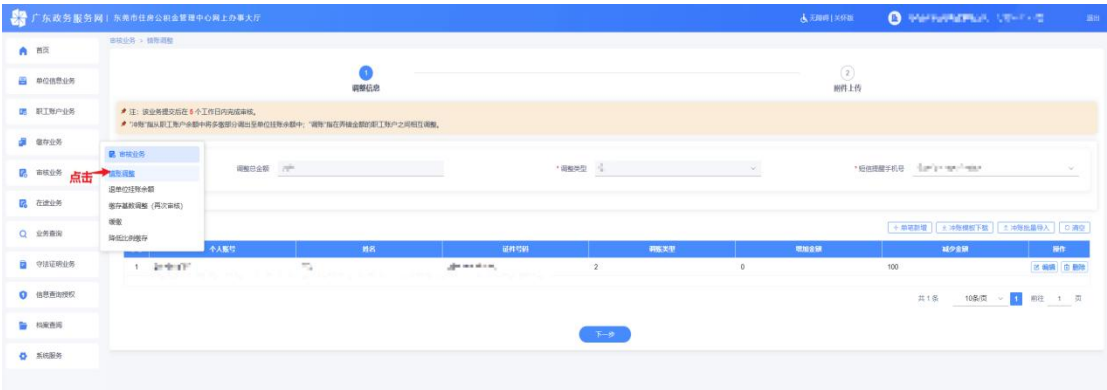 广东政务服务网 | 东莞市住房公积金管理中心网上办事大厅
无障碍 | 关怀版
退出
首页
单位信息业务
职工账户业务
缴存业务
审核业务
在途业务
业务查询
守法证明业务
信息查询授权
档案查阅
系统服务
审核业务 > 错账调整
1
调整信息
2
附件上传
注：该业务提交后在 5 个工作日内完成审核。
"冲账"指从职工账户余额中将多缴部分调出至单位挂账余额中；"调账"指在两绿金额的职工账户之间相互调整。
点击
审核业务
错账调整
退单位挂账余额
缴存基数调整（再次审核）
缓缴
降低比例缴存
调整总金额
* 调整类型
* 短信提醒手机号
单笔新增
冲账模板下载
冲账批量导入
清空
个人账号 姓名 证件号码 调账类型 增加金额 减少金额 操作
1 2 0 100 编辑 删除
共 1 条 10条/页 1 前往 1 页
下一步